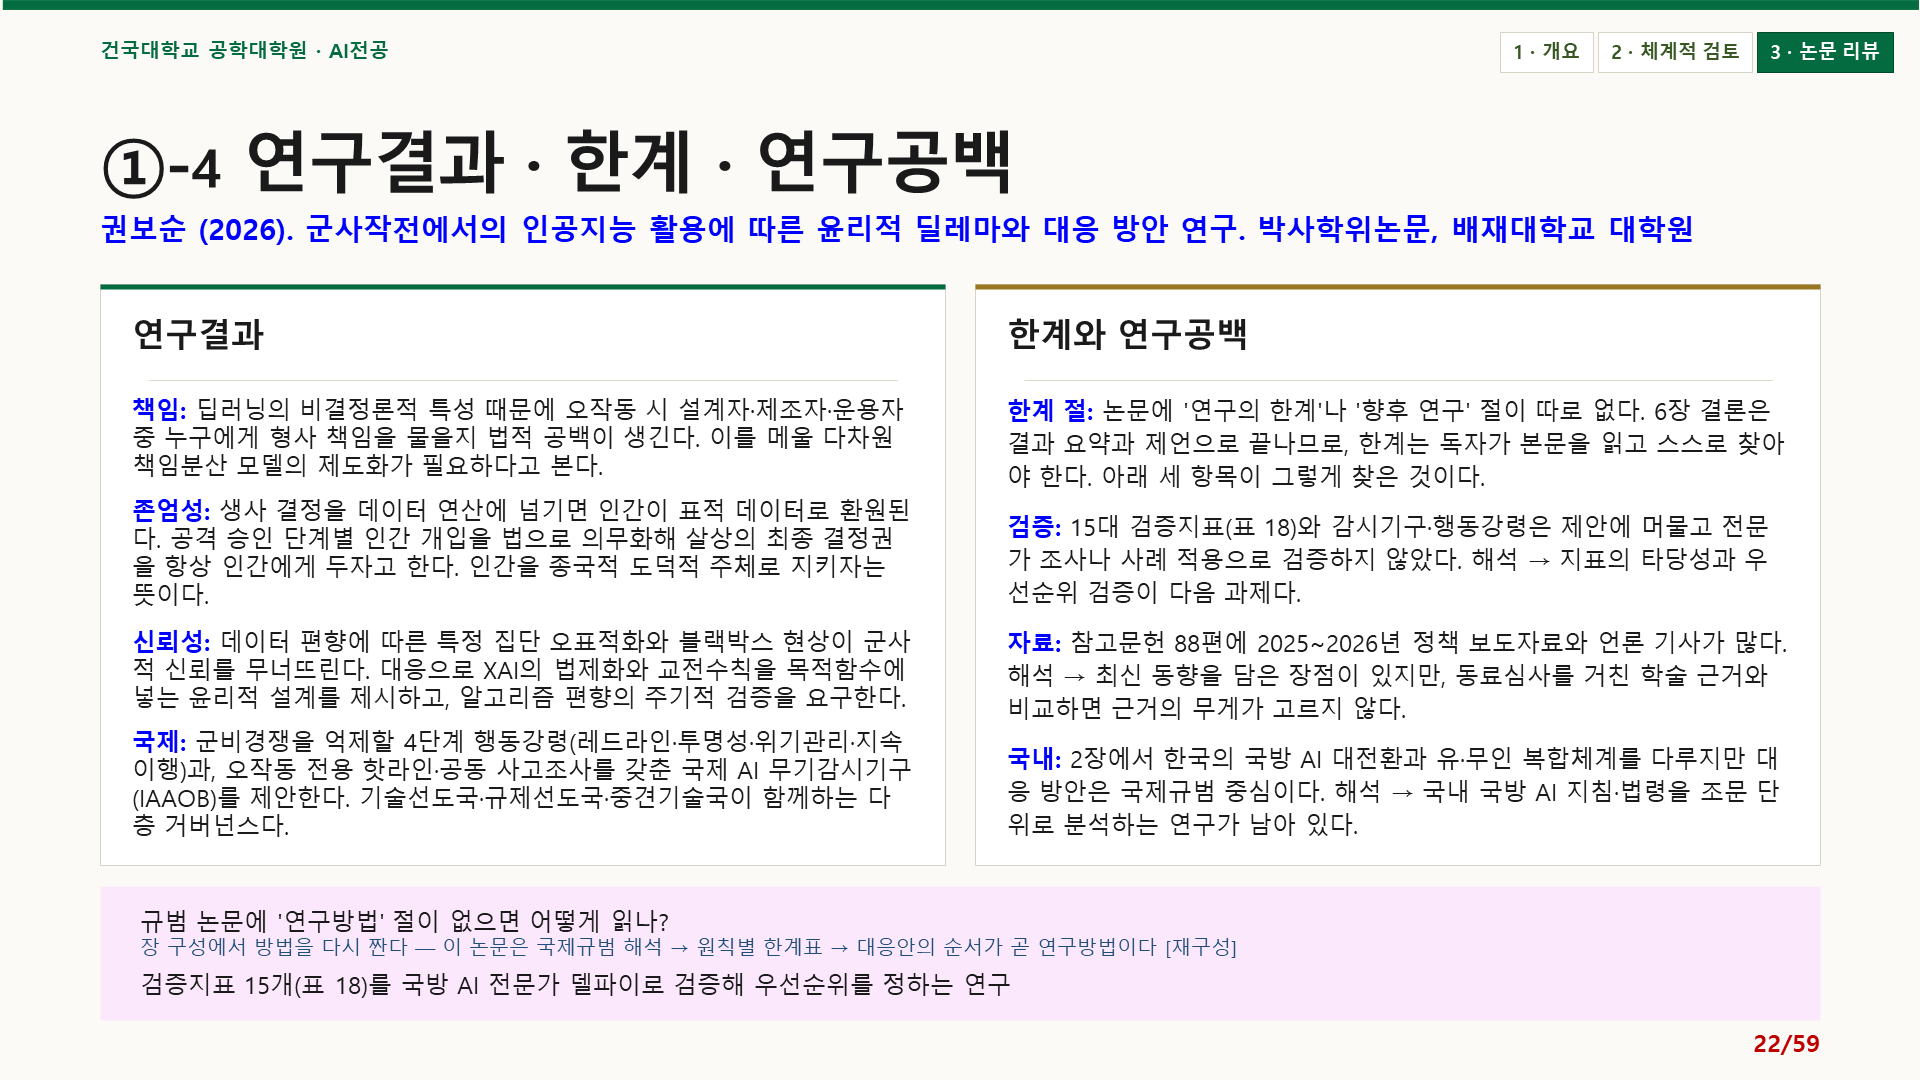 건국대학교 공학대학원 · AI전공
1 · 개요
2 · 체계적 검토
3 · 논문 리뷰
①-4 연구결과 · 한계 · 연구공백
권보순 (2026). 군사작전에서의 인공지능 활용에 따른 윤리적 딜레마와 대응 방안 연구. 박사학위논문, 배재대학교 대학원
연구결과
책임: 딥러닝의 비결정론적 특성 때문에 오작동 시 설계자·제조자·운용자
중 누구에게 형사 책임을 물을지 법적 공백이 생긴다. 이를 메울 다차원
책임분산 모델의 제도화가 필요하다고 본다.
존엄성: 생사 결정을 데이터 연산에 넘기면 인간이 표적 데이터로 환원된
다. 공격 승인 단계별 인간 개입을 법으로 의무화해 살상의 최종 결정권
을 항상 인간에게 두자고 한다. 인간을 종국적 도덕적 주체로 지키자는
뜻이다.
신뢰성: 데이터 편향에 따른 특정 집단 오표적화와 블랙박스 현상이 군사
적 신뢰를 무너뜨린다. 대응으로 XAI의 법제화와 교전수칙을 목적함수에
넣는 윤리적 설계를 제시하고, 알고리즘 편향의 주기적 검증을 요구한다.
국제: 군비경쟁을 억제할 4단계 행동강령(레드라인·투명성·위기관리·지속
이행)과, 오작동 전용 핫라인·공동 사고조사를 갖춘 국제 AI 무기감시기구
(IAAOB)를 제안한다. 기술선도국·규제선도국·중견기술국이 함께하는 다
층 거버넌스다.
한계와 연구공백
한계 절: 논문에 '연구의 한계'나 '향후 연구' 절이 따로 없다. 6장 결론은
결과 요약과 제언으로 끝나므로, 한계는 독자가 본문을 읽고 스스로 찾아
야 한다. 아래 세 항목이 그렇게 찾은 것이다.
검증: 15대 검증지표(표 18)와 감시기구·행동강령은 제안에 머물고 전문
가 조사나 사례 적용으로 검증하지 않았다. 해석 → 지표의 타당성과 우
선순위 검증이 다음 과제다.
자료: 참고문헌 88편에 2025~2026년 정책 보도자료와 언론 기사가 많다.
해석 → 최신 동향을 담은 장점이 있지만, 동료심사를 거친 학술 근거와
비교하면 근거의 무게가 고르지 않다.
국내: 2장에서 한국의 국방 AI 대전환과 유·무인 복합체계를 다루지만 대
응 방안은 국제규범 중심이다. 해석 → 국내 국방 AI 지침·법령을 조문 단
위로 분석하는 연구가 남아 있다.
규범 논문에 '연구방법' 절이 없으면 어떻게 읽나?
장 구성에서 방법을 다시 짠다 — 이 논문은 국제규범 해석 → 원칙별 한계표 → 대응안의 순서가 곧 연구방법이다 [재구성]
검증지표 15개(표 18)를 국방 AI 전문가 델파이로 검증해 우선순위를 정하는 연구
22/59